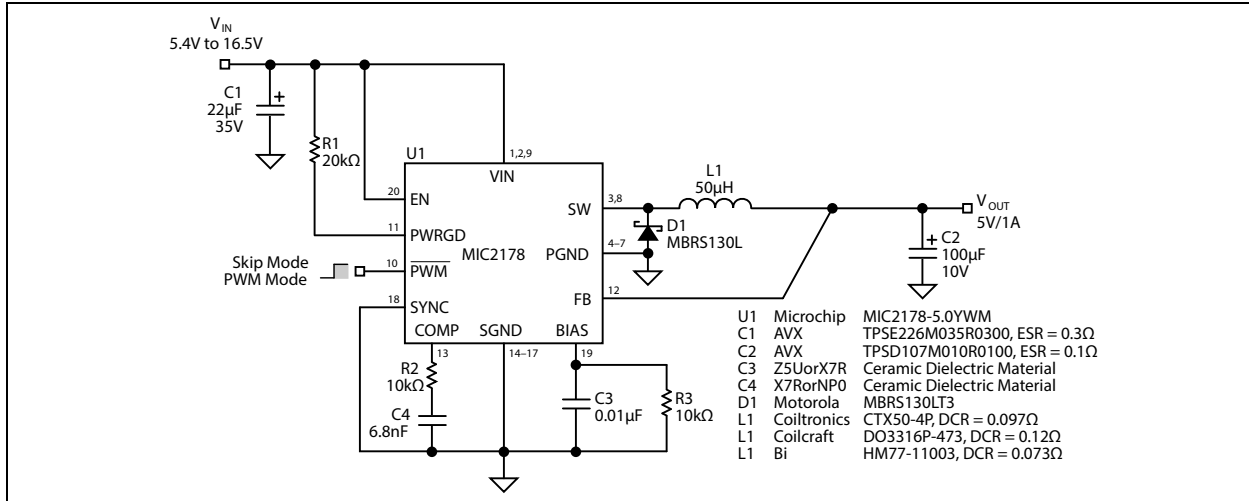 VIN
5.4V to 16.5V
C1
22µF
35V
+
R1
20kΩ
U1
1,2,9
VIN
20
EN
11
PWRGD
MIC2178
Skip Mode
PWM Mode
10
PWM
18
SYNC
COMP
SGND
BIAS
13
14–17
19
SW
3,8
PGND
4–7
FB
12
L1
50µH
D1
MBRS130L
VOUT
5V/1A
+
C2
100µF
10V
R2
10kΩ
C4
6.8nF
C3
0.01µF
R3
10kΩ
U1 Microchip MIC2178-5.0YWM
C1 AVX TPSE226M035R0300, ESR = 0.3Ω
C2 AVX TPSD107M010R0100, ESR = 0.1Ω
C3 Z5UorX7R Ceramic Dielectric Material
C4 X7RorNP0 Ceramic Dielectric Material
D1 Motorola MBRS130LT3
L1 Coiltronics CTX50-4P, DCR = 0.097Ω
L1 Coilcraft DO3316P-473, DCR = 0.12Ω
L1 Bi HM77-11003, DCR = 0.073Ω